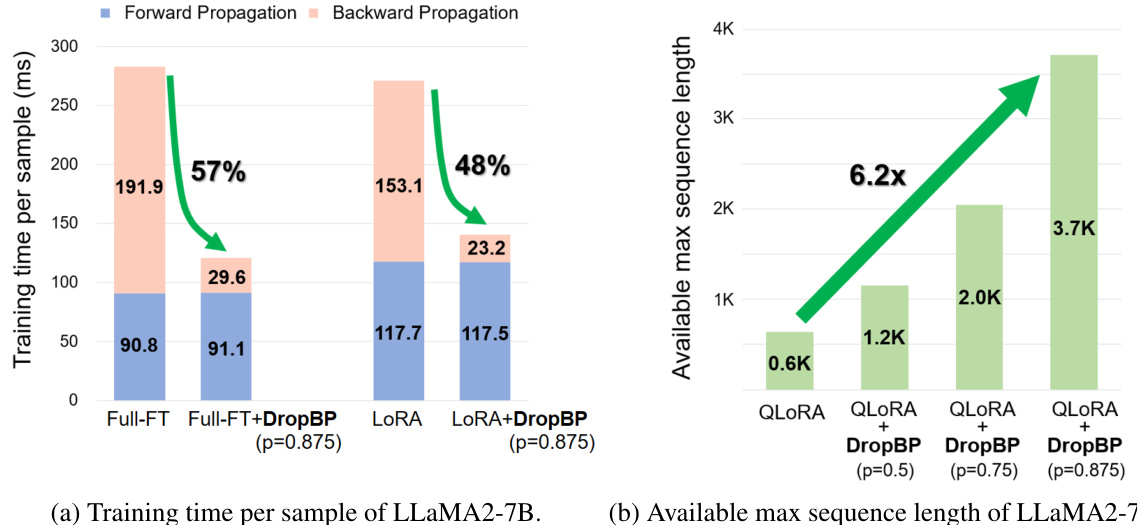 Forward Propagation Backward Propagation
Training time per sample (ms)
300
250
200
150
100
50
0
191.9
90.8
57%
29.6
91.1
153.1
117.7
48%
23.2
117.5
Full-FT Full-FT+DropBP LoRA LoRA+DropBP
(p=0.875) (p=0.875)
(a) Training time per sample of LLaMA2-7B.
Available max sequence length
4K
3K
2K
1K
6.2x
0.6K
1.2K
2.0K
3.7K
QLoRA QLoRA QLoRA QLoRA
+ + +
DropBP DropBP DropBP
(p=0.5) (p=0.75) (p=0.875)
(b) Available max sequence length of LLaMA2-7